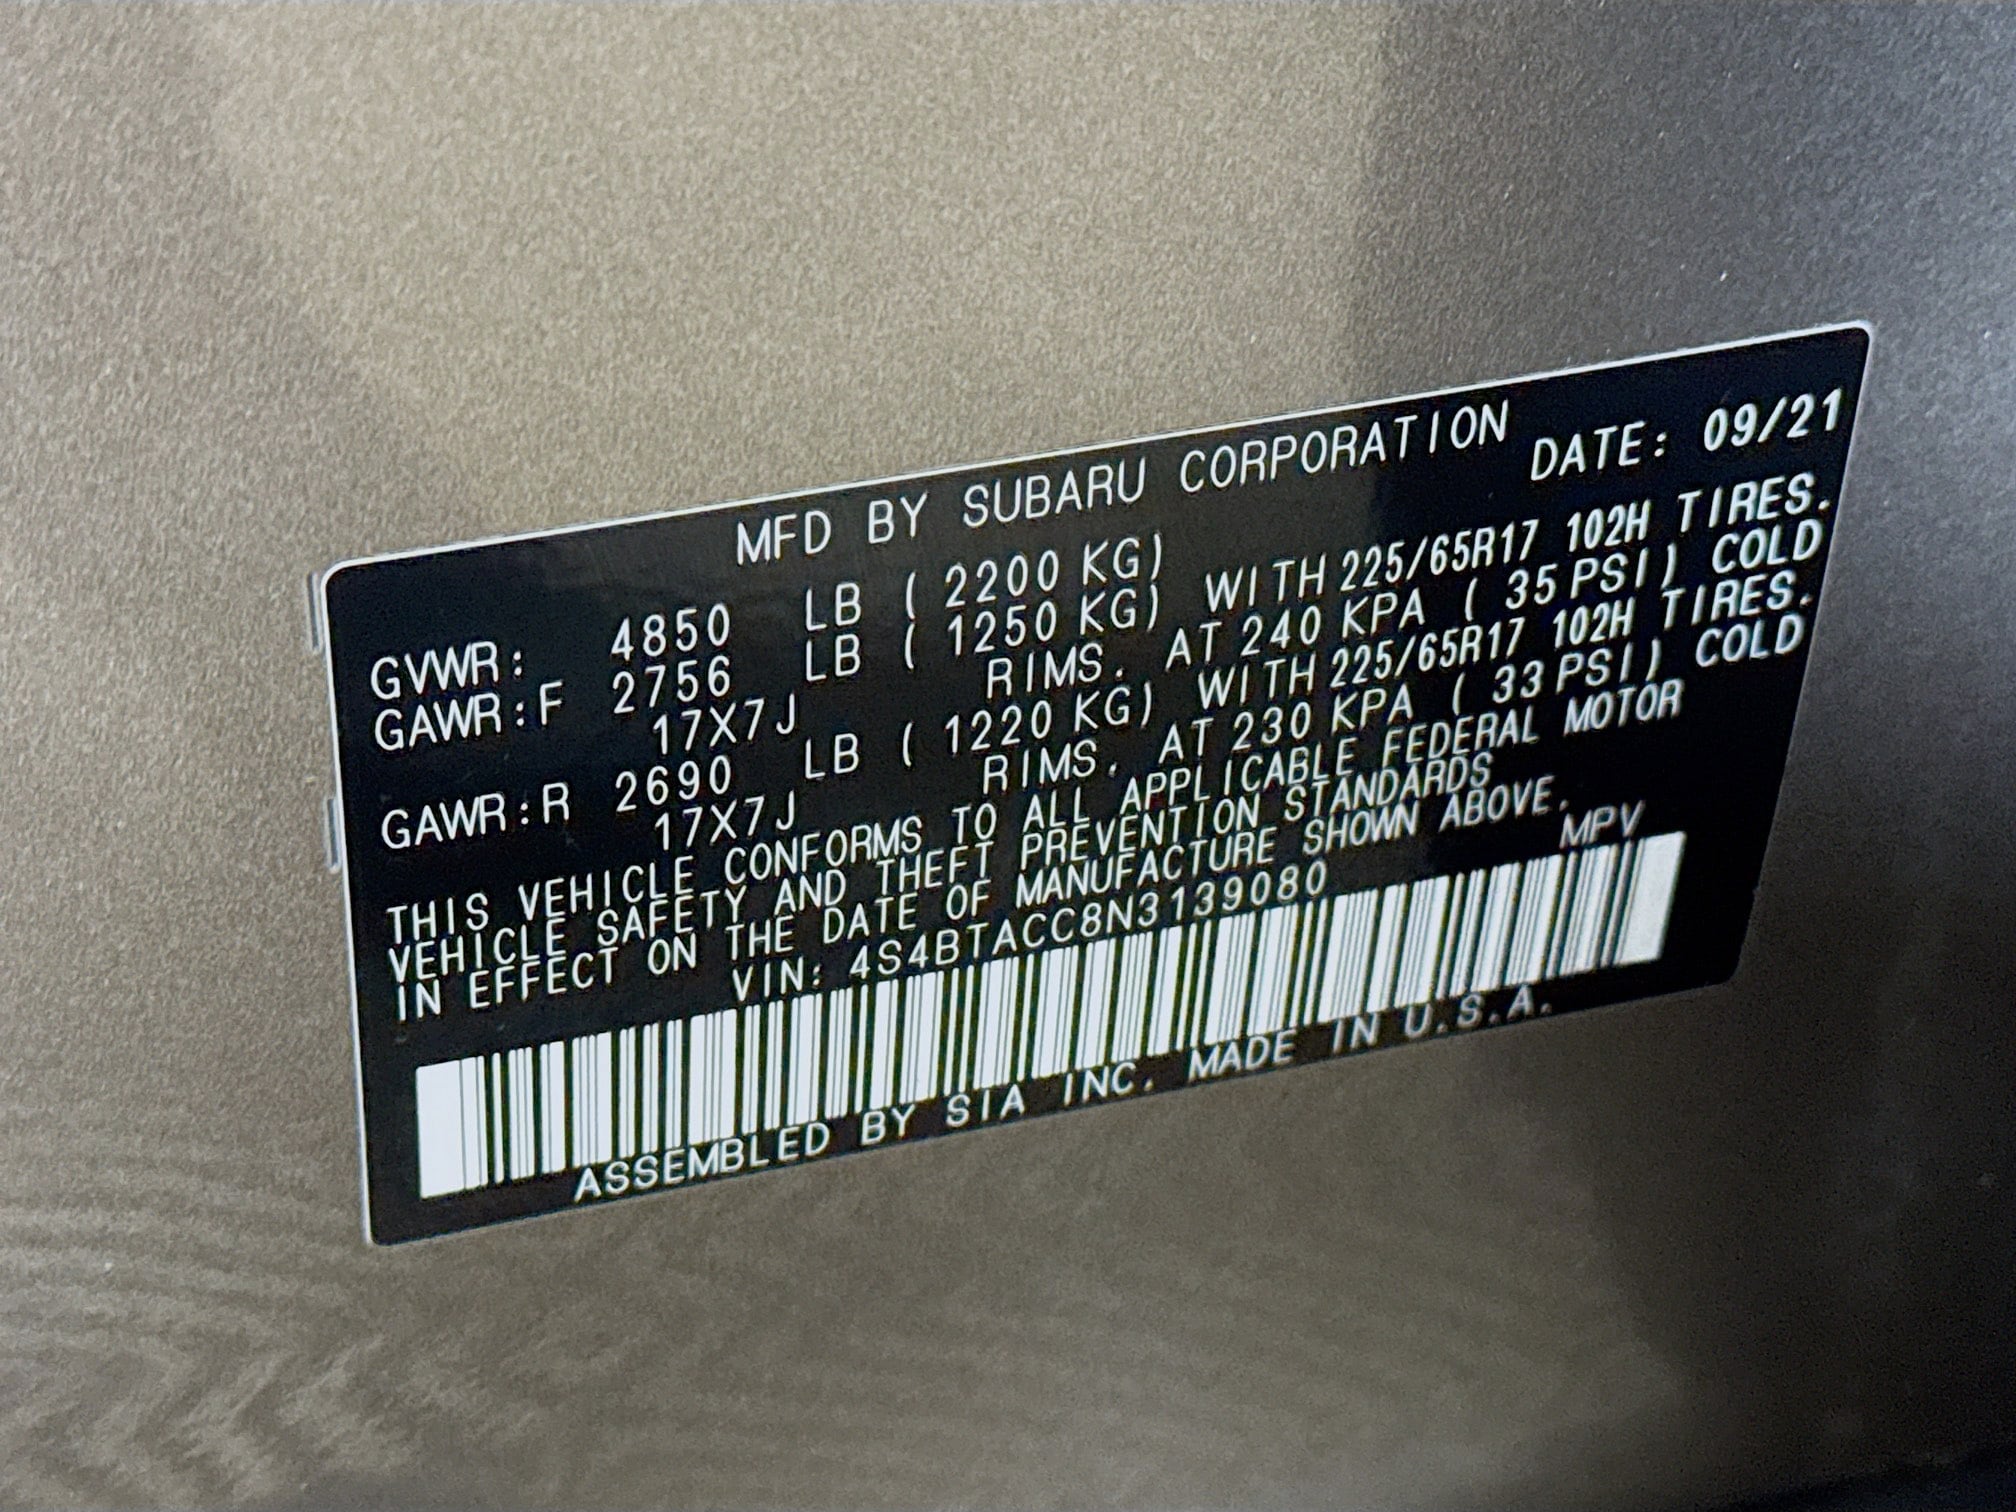 MFD BY SUBARU CORPORATION DATE: 09/21
GVWR: 4850 LB ( 2200 KG)
GAWR:F 2756 LB ( 1250 KG) WITH 225/65R17 102H TIRES.
17X7J RIMS. AT 240 KPA ( 35 PSI) COLD
GAWR:R 2690 LB ( 1220 KG) WITH 225/65R17 102H TIRES.
17X7J RIMS. AT 230 KPA ( 33 PSI) COLD
THIS VEHICLE CONFORMS TO ALL APPLICABLE FEDERAL MOTOR
VEHICLE SAFETY AND THEFT PREVENTION STANDARDS
IN EFFECT ON THE DATE OF MANUFACTURE SHOWN ABOVE.
VIN: 4S4BTACC8N3139080 MPV
ASSEMBLED BY SIA INC. MADE IN U.S.A.